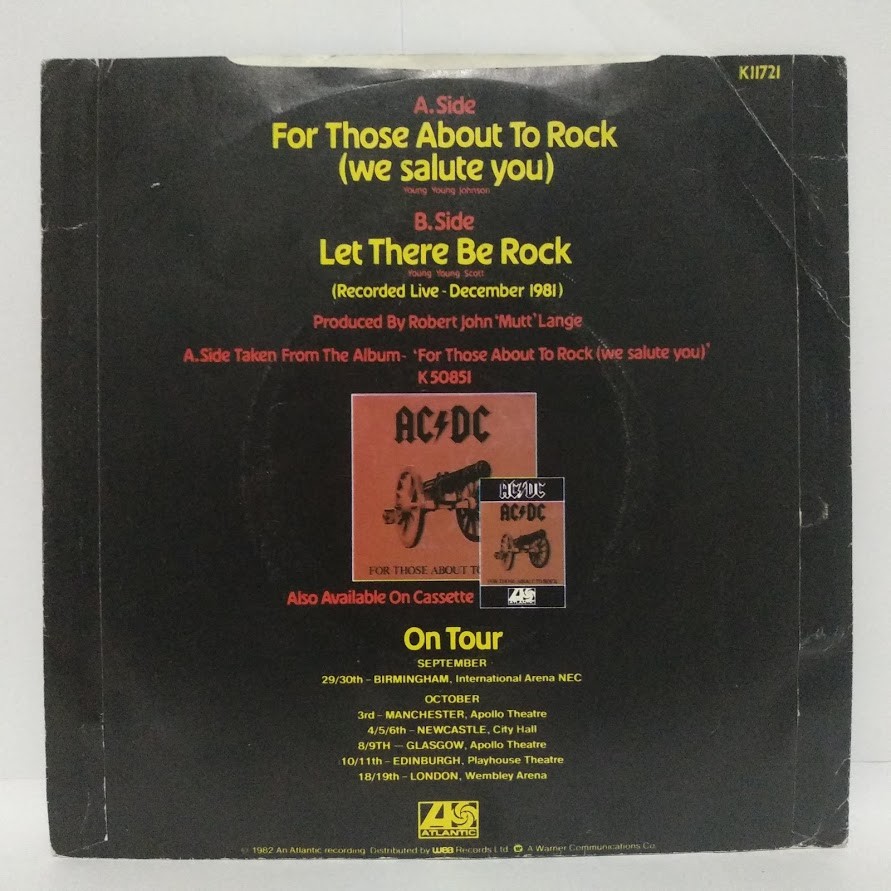 K11721
A.Side
For Those About To Rock
(we salute you)
Young Young Johnson
B.Side
Let There Be Rock
Young Young Scott
(Recorded Live - December 1981)
Produced By Robert John 'Mutt' Lange
A.Side Taken From The Album - 'For Those About To Rock (we salute you)'
K 50851
AC/DC
FOR THOSE ABOUT TO
AC/DC
AC/DC
FOR THOSE ABOUT TO ROCK
ATLANTIC
Also Available On Cassette
On Tour
SEPTEMBER
29/30th - BIRMINGHAM, International Arena NEC
OCTOBER
3rd - MANCHESTER, Apollo Theatre
4/5/6th - NEWCASTLE, City Hall
8/9TH - GLASGOW, Apollo Theatre
10/11th - EDINBURGH, Playhouse Theatre
18/19th - LONDON, Wembley Arena
ATLANTIC
© 1982 An Atlantic recording Distributed by wea Records Ltd. A Warner Communications Co.